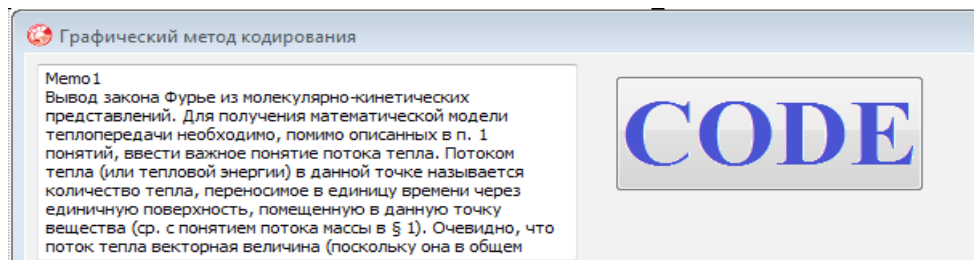 Графический метод кодирования
Memo1
Вывод закона Фурье из молекулярно-кинетических
представлений. Для получения математической модели
теплопередачи необходимо, помимо описанных в п. 1
понятий, ввести важное понятие потока тепла. Потоком
тепла (или тепловой энергии) в данной точке называется
количество тепла, переносимое в единицу времени через
единичную поверхность, помещенную в данную точку
вещества (ср. с понятием потока массы в § 1). Очевидно, что
поток тепла векторная величина (поскольку она в общем
CODE